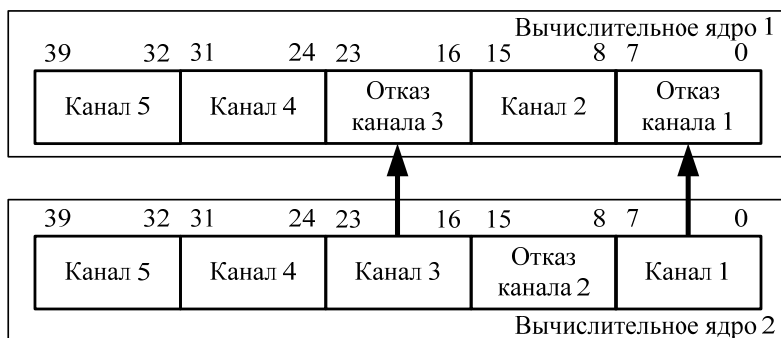 Вычислительное ядро 1
39 32 31 24 23 16 15 8 7 0
Канал 5 Канал 4 Отказ канала 3 Канал 2 Отказ канала 1
39 32 31 24 23 16 15 8 7 0
Канал 5 Канал 4 Канал 3 Отказ канала 2 Канал 1
Вычислительное ядро 2